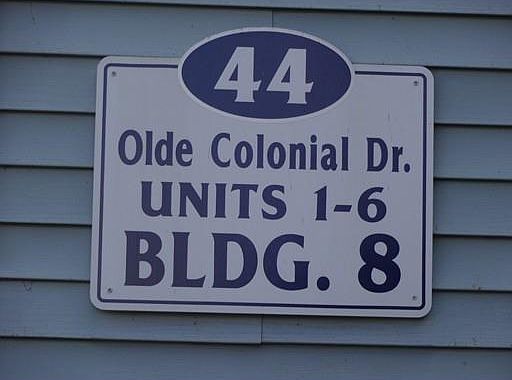 44
Olde Colonial Dr.
UNITS 1-6
BLDG. 8